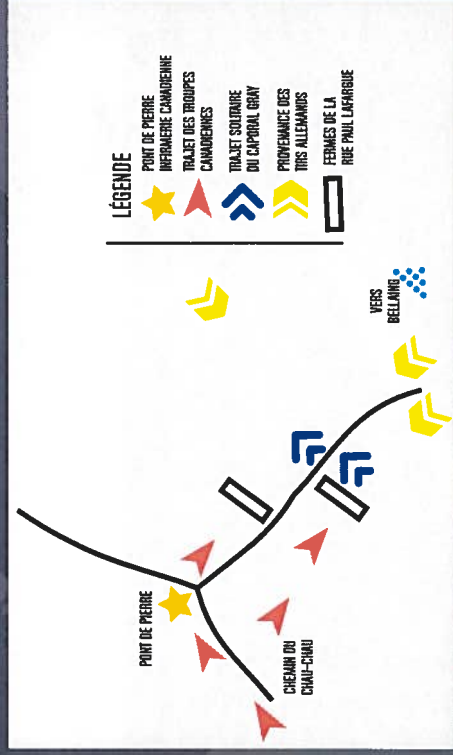 LÉGENDE
PONT DE PIERRE
INFIRMERIE CANADIENNE
TRAJET DES TROUPES
CANADIENNES
TRAJET SOLITAIRE
DU CAPORAL GRAY
PROVENANCE DES
TIRS ALLEMANDS
FERMES DE LA
RUE PAUL LAFARGUE
PONT DE PIERRE
CHEMIN DU
CHAU-CHAU
VERS
BELLAING